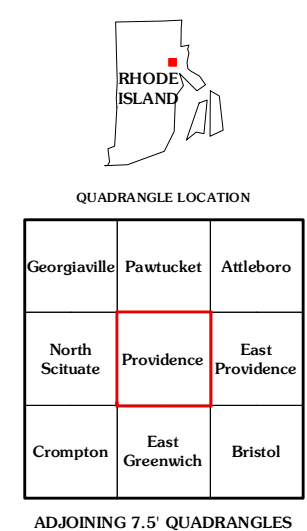 RHODE
ISLAND
QUADRANGLE LOCATION
Georgiaville Pawtucket Attleboro
North
Scituate
Providence
East
Providence
Crompton
East
Greenwich
Bristol
ADJOINING 7.5' QUADRANGLES